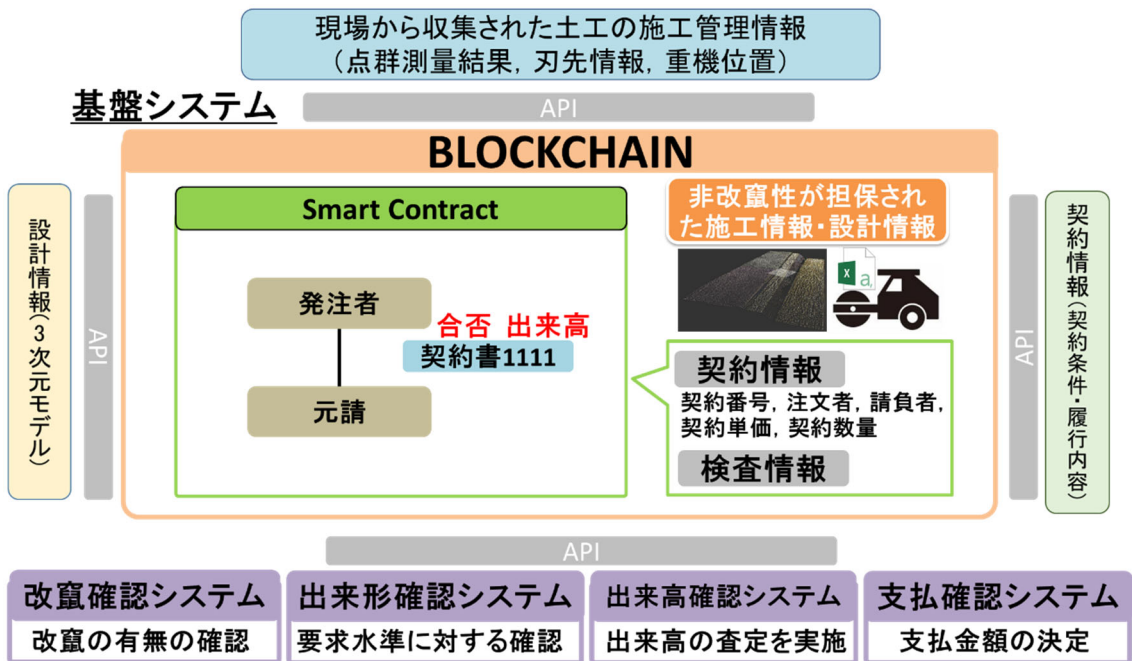 現場から収集された土工の施工管理情報
（点群測量結果，刃先情報，重機位置）
基盤システム
API
BLOCKCHAIN
設計情報（3次元モデル）
API
Smart Contract
発注者
合否 出来高
契約書1111
元請
非改竄性が担保され
た施工情報・設計情報
X
a,
契約情報
契約番号，注文者，請負者，
契約単価，契約数量
検査情報
API
契約情報（契約条件・履行内容）
API
改竄確認システム
改竄の有無の確認
出来形確認システム
要求水準に対する確認
出来高確認システム
出来高の査定を実施
支払確認システム
支払金額の決定